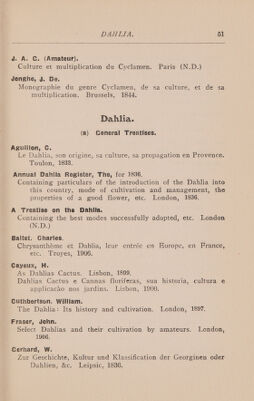 DAHLIA. 51
J. A. C. (Amateur).
Culture et multiplication du Cyclamen. Paris (N.D.)
Jonghe, J. De.
Monographie du genre Cyclamen, de sa culture, et de sa
multiplication. Brussels, 1844.
Dahlia.
(a) General Treatises.
Aguillon, C.
Le Dahlia, son origine, sa culture, sa propagation en Provence.
Toulon, 1833.
Annual Dahlia Register, The, for 1836.
Containing particulars of the introduction of the Dahlia into
this country, mode of cultivation and management, the
properties of a good flower, etc. London, 1836.
A Treatise on the Dahlia.
Containing the best modes successfully adopted, etc. London
(N.D.)
Baltet, Charles.
Chrysanthème et Dahlia, leur entrée en Europe, en France,
etc. Troyes, 1906.
Cayeux, H.
As Dahlias Cactus. Lisbon, 1899.
Dahlias Cactus e Cannas floriferas, sua historia, cultura e
applicacão nos jardins. Lisbon, 1900.
Cuthbertson, William.
The Dahlia: Its history and cultivation. London, 1897.
Fraser, John.
Select Dahlias and their cultivation by amateurs. London,
1906.
Gerhard, W.
Zur Geschichte, Kultur und Klassification der Georginen oder
Dahlien, &c. Leipsic, 1836.